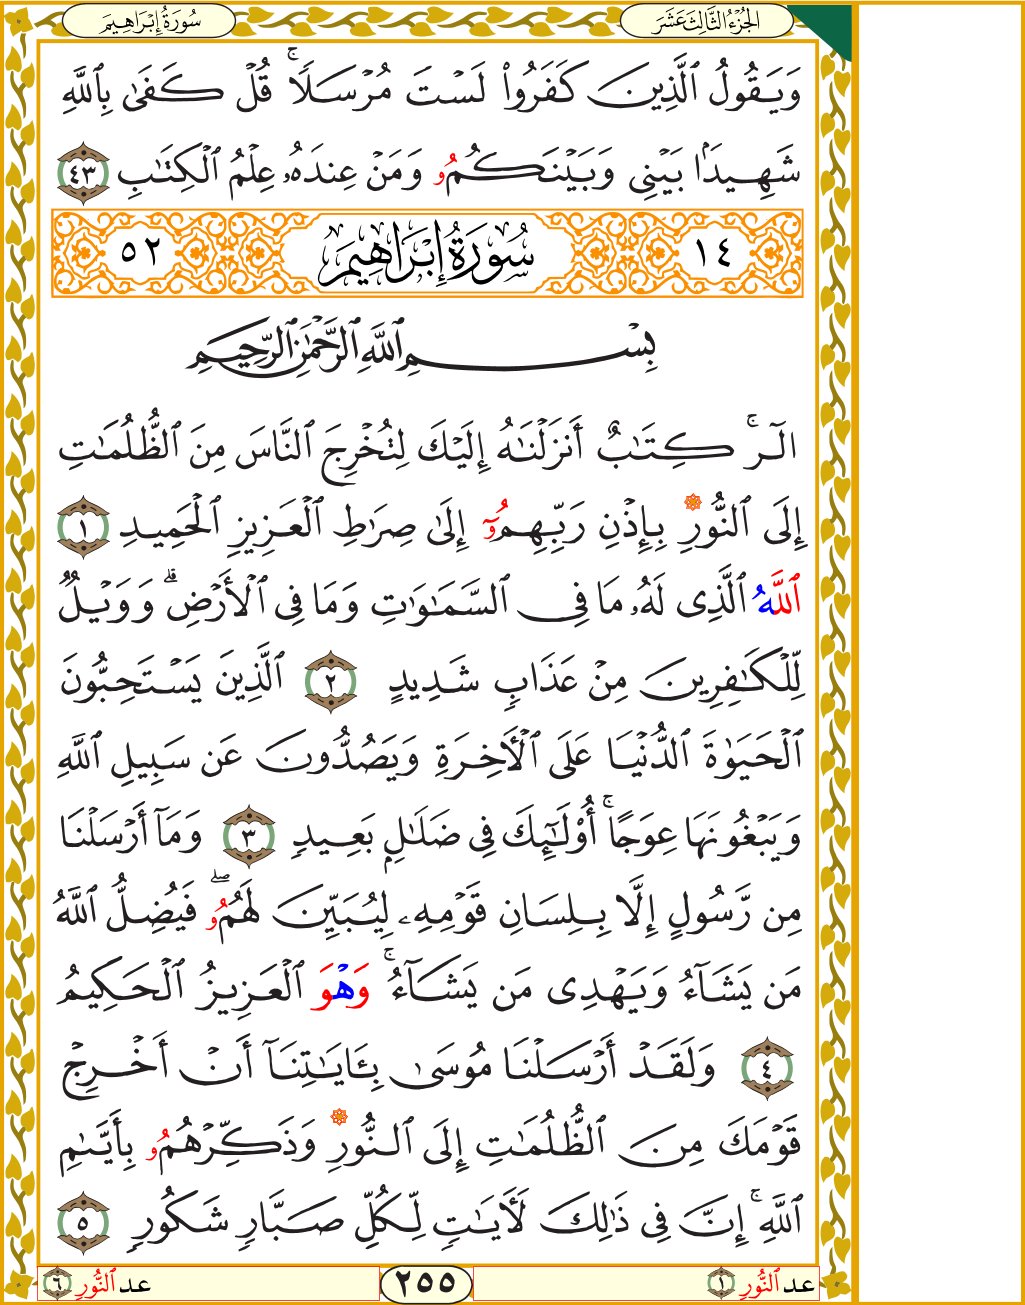 سُورَةُ إِبْرَاهِيمَ
الجُزْءُ الثَّالِثَ عَشَرَ
وَيَقُولُ ٱلَّذِينَ كَفَرُوا۟ لَسْتَ مُرْسَلًاۚ قُلْ كَفَىٰ بِٱللَّهِ
شَهِيدًۢا بَيْنِى وَبَيْنَكُمُۥ وَمَنْ عِندَهُۥ عِلْمُ ٱلْكِتَٰبِ ٤٣
١٤ سُورَةُ إِبْرَاهِيمَ ٥٢
بِسْمِ ٱللَّهِ ٱلرَّحْمَٰنِ ٱلرَّحِيمِ
الٓرۚ كِتَٰبٌ أَنزَلْنَٰهُ إِلَيْكَ لِتُخْرِجَ ٱلنَّاسَ مِنَ ٱلظُّلُمَٰتِ
إِلَى ٱلنُّورِ بِإِذْنِ رَبِّهِمُۥٓ إِلَىٰ صِرَٰطِ ٱلْعَزِيزِ ٱلْحَمِيدِ ١
ٱللَّهُ ٱلَّذِى لَهُۥ مَا فِى ٱلسَّمَٰوَٰتِ وَمَا فِى ٱلْأَرْضِۗ وَوَيْلٌ
لِّلْكَٰفِرِينَ مِنْ عَذَابٍ شَدِيدٍ ٢ ٱلَّذِينَ يَسْتَحِبُّونَ
ٱلْحَيَوٰةَ ٱلدُّنْيَا عَلَى ٱلْأَخِرَةِ وَيَصُدُّونَ عَن سَبِيلِ ٱللَّهِ
وَيَبْغُونَهَا عِوَجًاۚ أُو۟لَٰٓئِكَ فِى ضَلَٰلٍۭ بَعِيدٍ ٣ وَمَآ أَرْسَلْنَا
مِن رَّسُولٍ إِلَّا بِلِسَانِ قَوْمِهِۦ لِيُبَيِّنَ لَهُمُۥۖ فَيُضِلُّ ٱللَّهُ
مَن يَشَآءُ وَيَهْدِى مَن يَشَآءُۚ وَهْوَ ٱلْعَزِيزُ ٱلْحَكِيمُ
٤ وَلَقَدْ أَرْسَلْنَا مُوسَىٰ بِـَٔايَٰتِنَآ أَنْ أَخْرِجْ
قَوْمَكَ مِنَ ٱلظُّلُمَٰتِ إِلَى ٱلنُّورِ وَذَكِّرْهُمُۥ بِأَيَّىٰمِ
ٱللَّهِۚ إِنَّ فِى ذَٰلِكَ لَأَيَٰتٍ لِّكُلِّ صَبَّارٍ شَكُورٍ ٥
عد ٱلنُّورِ ١
٢٥٥
عد ٱلنُّورِ ٦